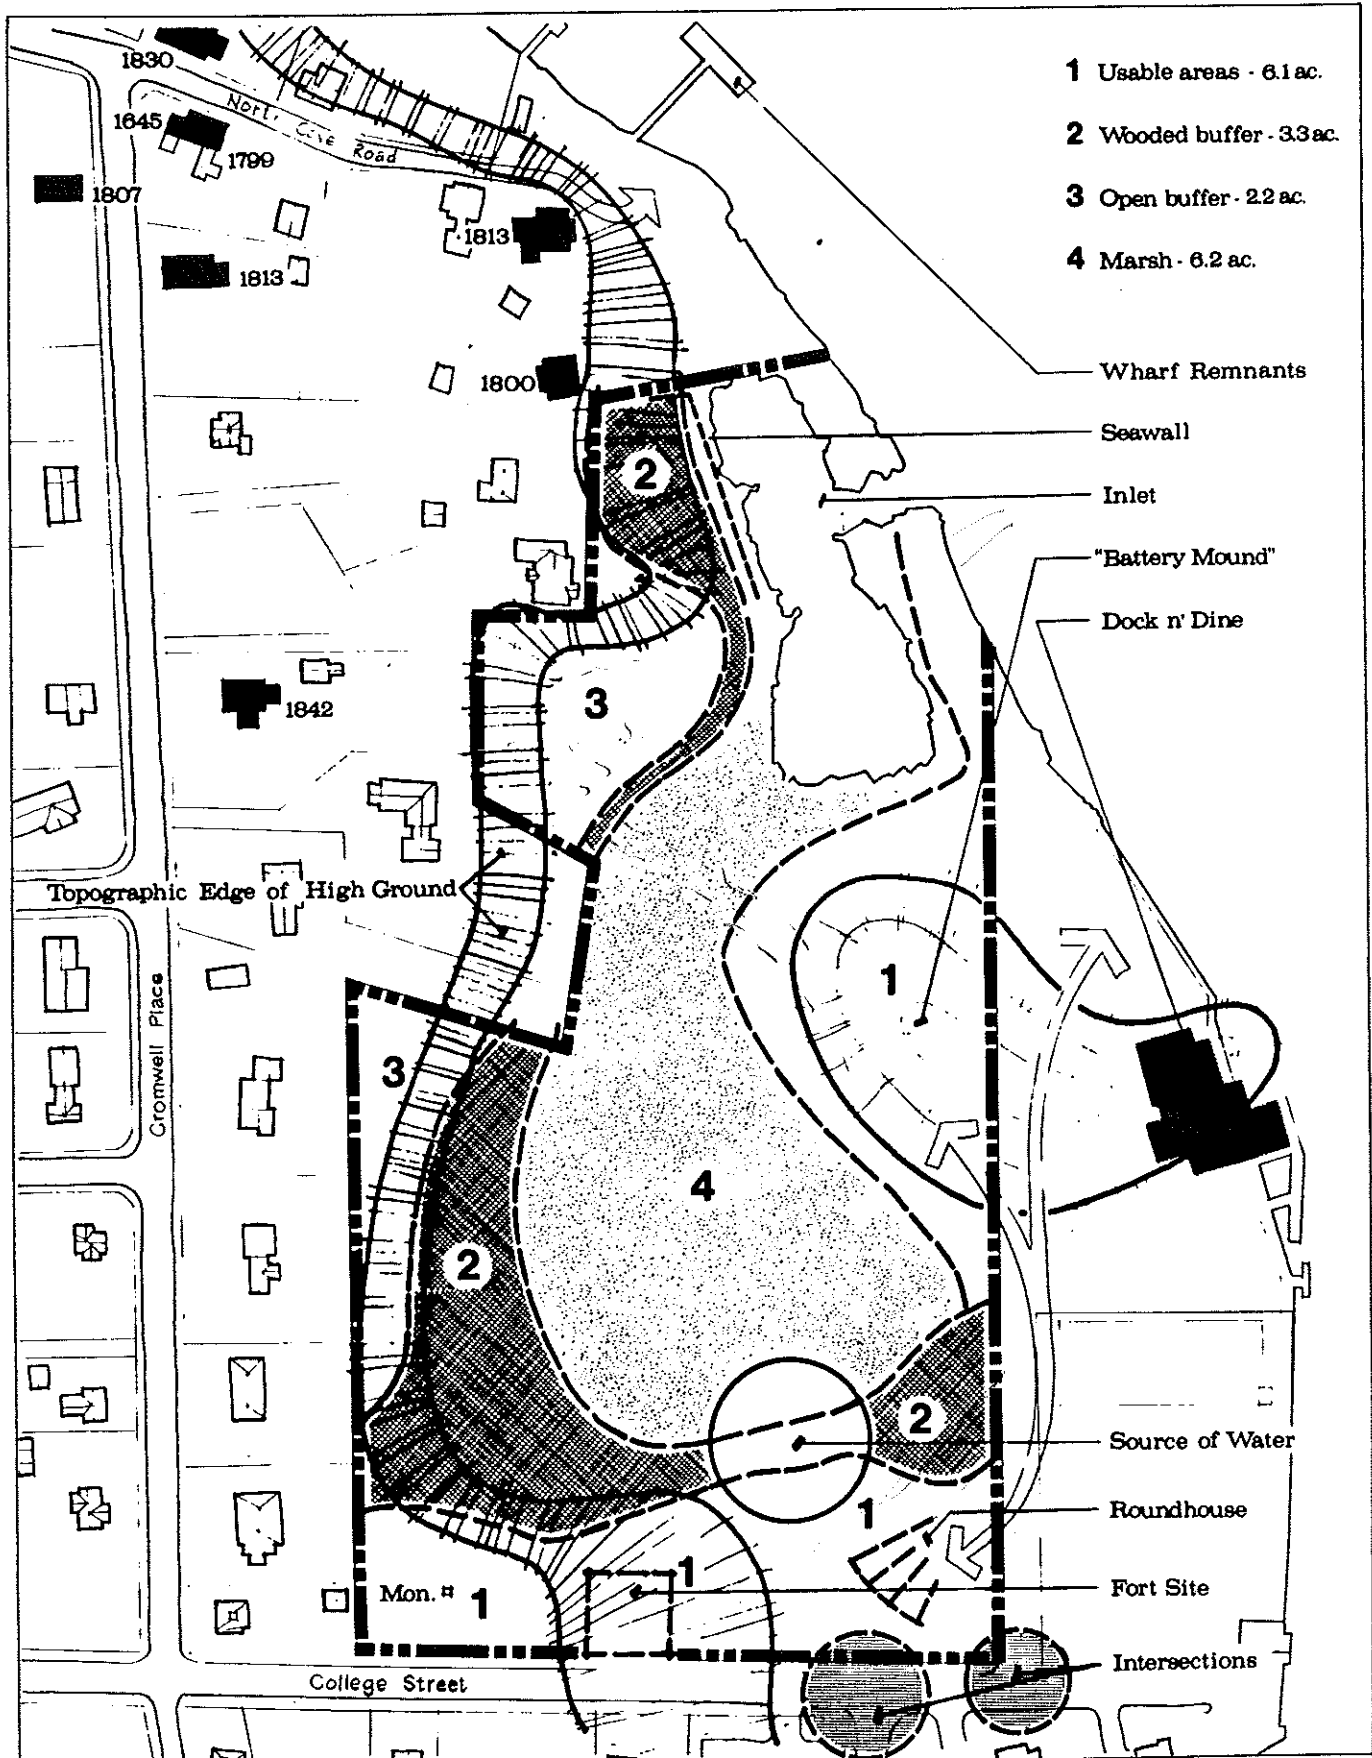 1830
1645
1799
1807
1813
1813
1800
1842
North Cove Road
1 Usable areas - 6.1 ac.
2 Wooded buffer - 3.3 ac.
3 Open buffer - 2.2 ac.
4 Marsh - 6.2 ac.
Wharf Remnants
Seawall
Inlet
"Battery Mound"
Dock n' Dine
2
3
Topographic Edge of High Ground
1
Cromwell Place
3
4
2
2
Source of Water
1
Roundhouse
1
Fort Site
Mon. ¤ 1
Intersections
College Street